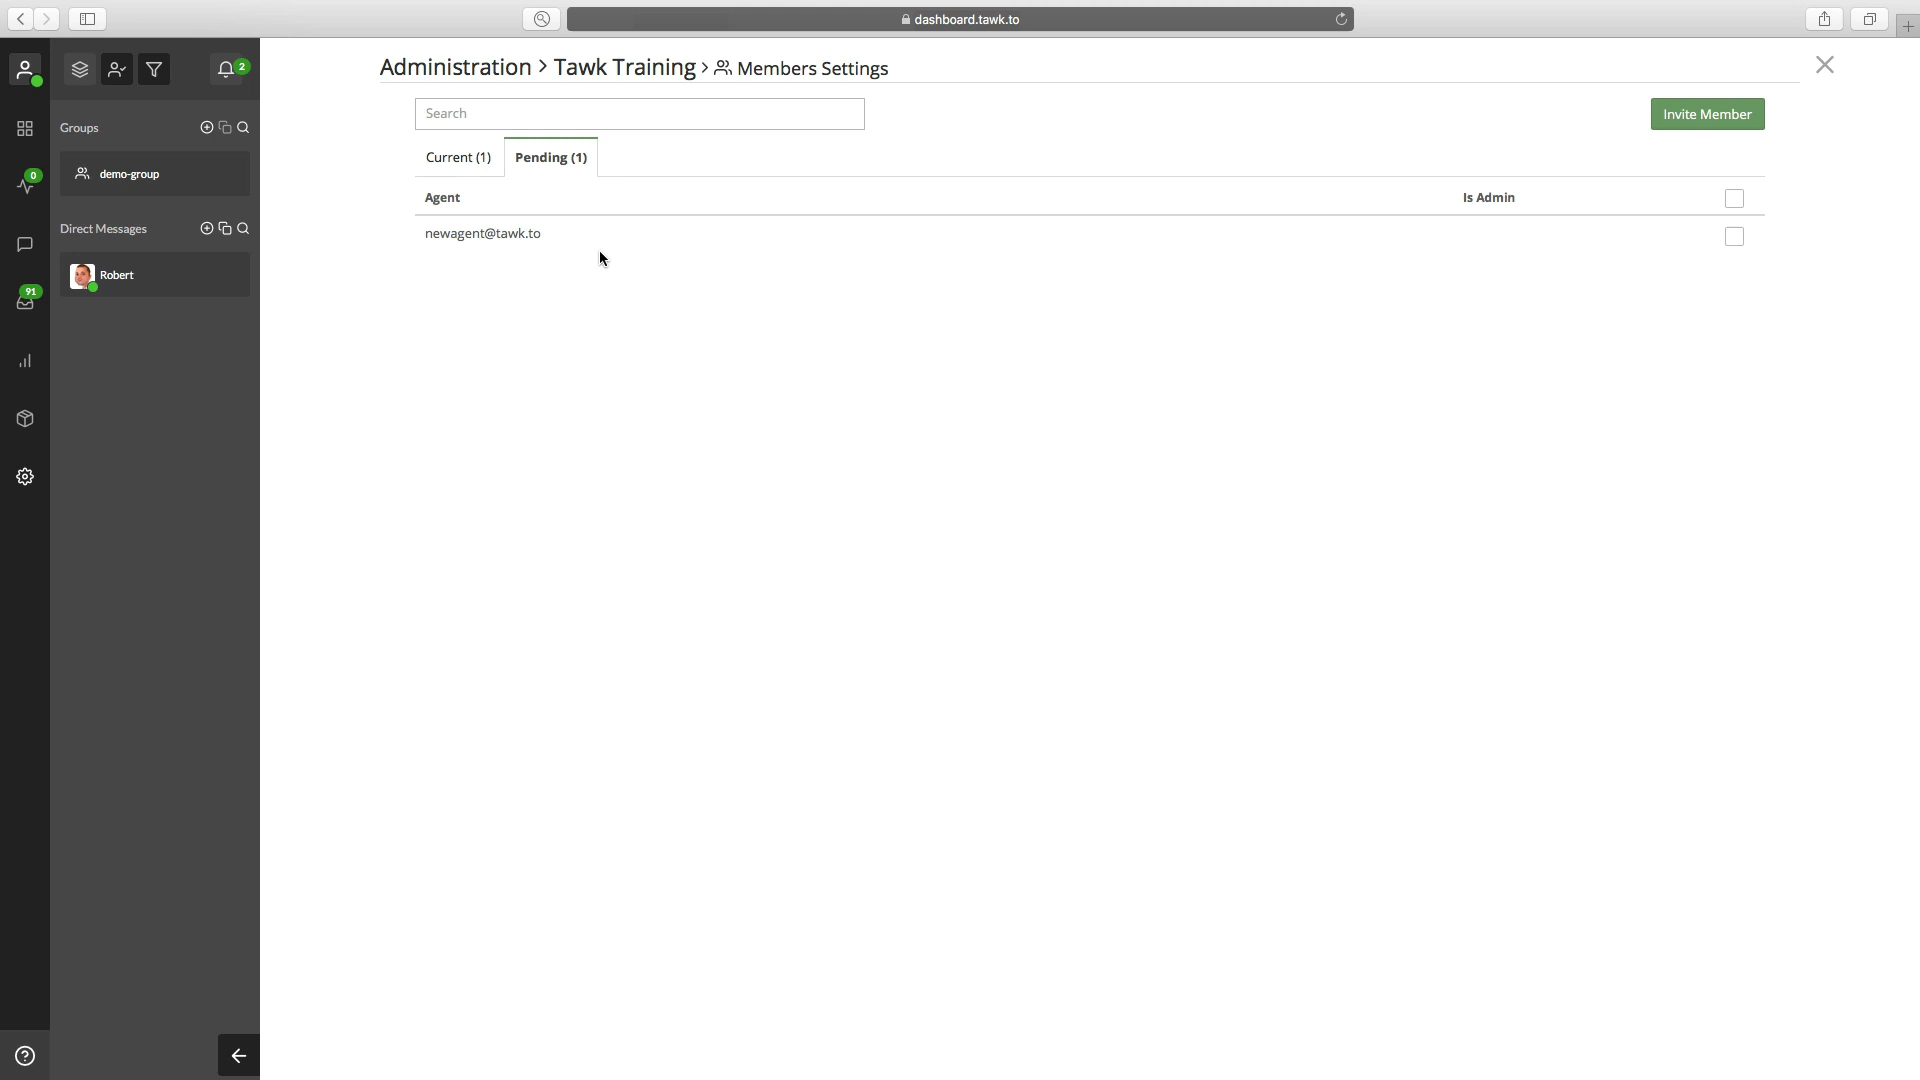 dashboard.tawk.to
2
Administration > Tawk Training > Members Settings
Search
Invite Member
Groups
demo-group
Current (1)
Pending (1)
0
Agent
Is Admin
Direct Messages
newagent@tawk.to
Robert
91